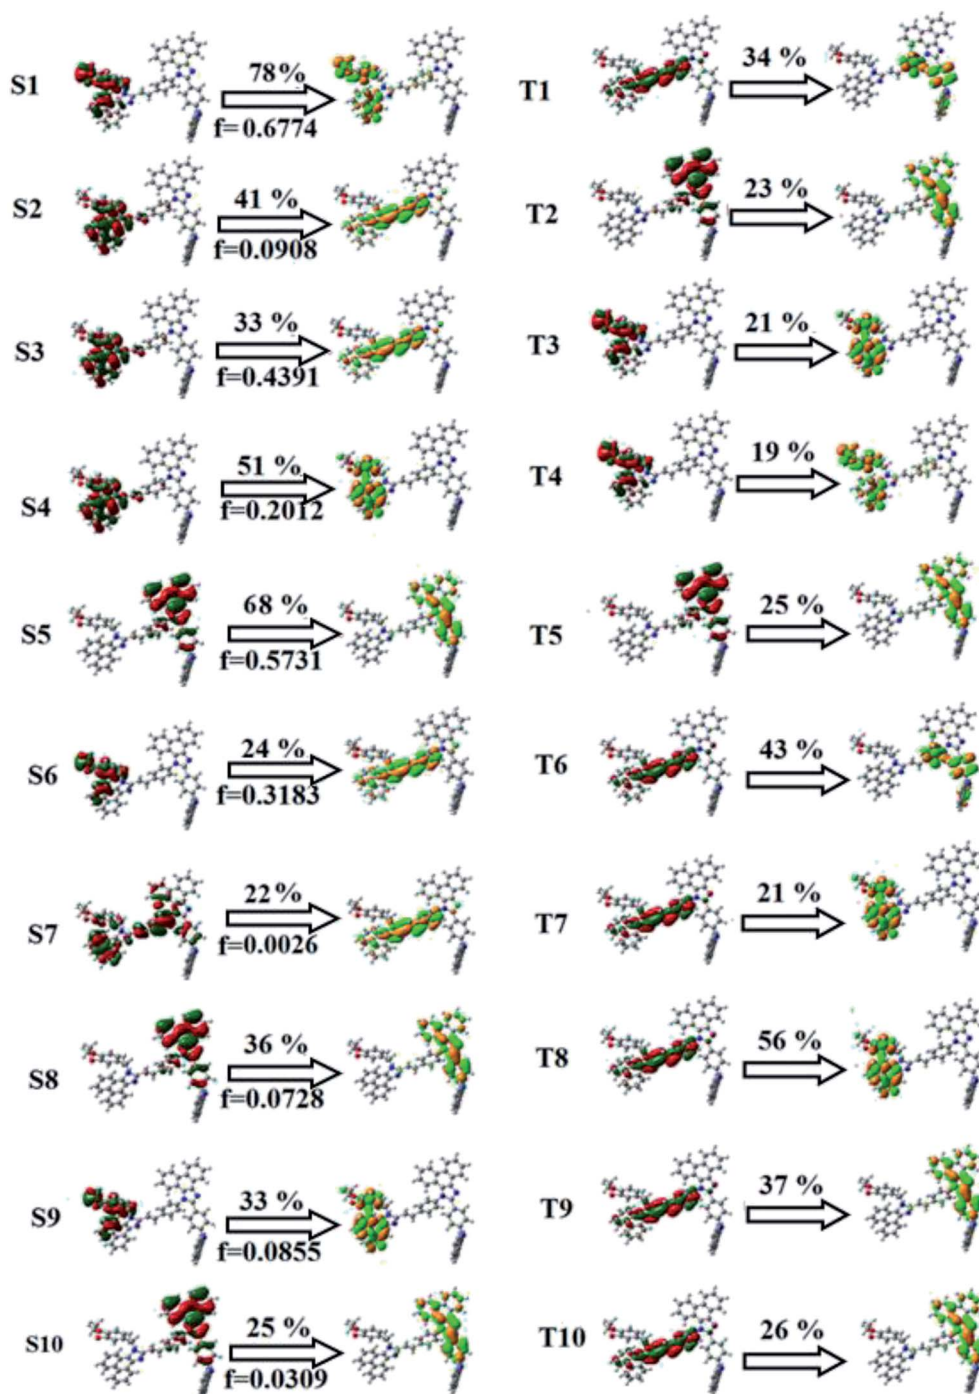 S1 78% f=0.6774 T1 34 %
S2 41 % f=0.0908 T2 23 %
S3 33 % f=0.4391 T3 21 %
S4 51 % f=0.2012 T4 19 %
S5 68 % f=0.5731 T5 25 %
S6 24 % f=0.3183 T6 43 %
S7 22 % f=0.0026 T7 21 %
S8 36 % f=0.0728 T8 56 %
S9 33 % f=0.0855 T9 37 %
S10 25 % f=0.0309 T10 26 %